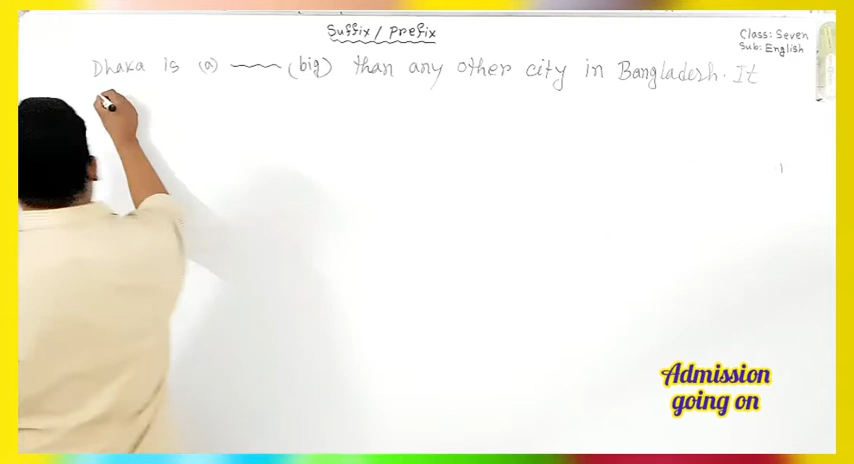 Suffix / Prefix
Class: Seven
Sub: English
Dhaka is (a) (big) than any other city in Bangladesh. It
Admission
going on